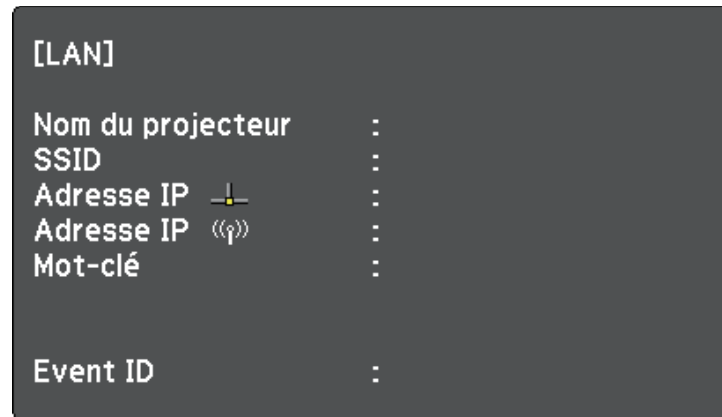 [LAN]
Nom du projecteur :
SSID :
Adresse IP :
Adresse IP :
Mot-clé :
Event ID :